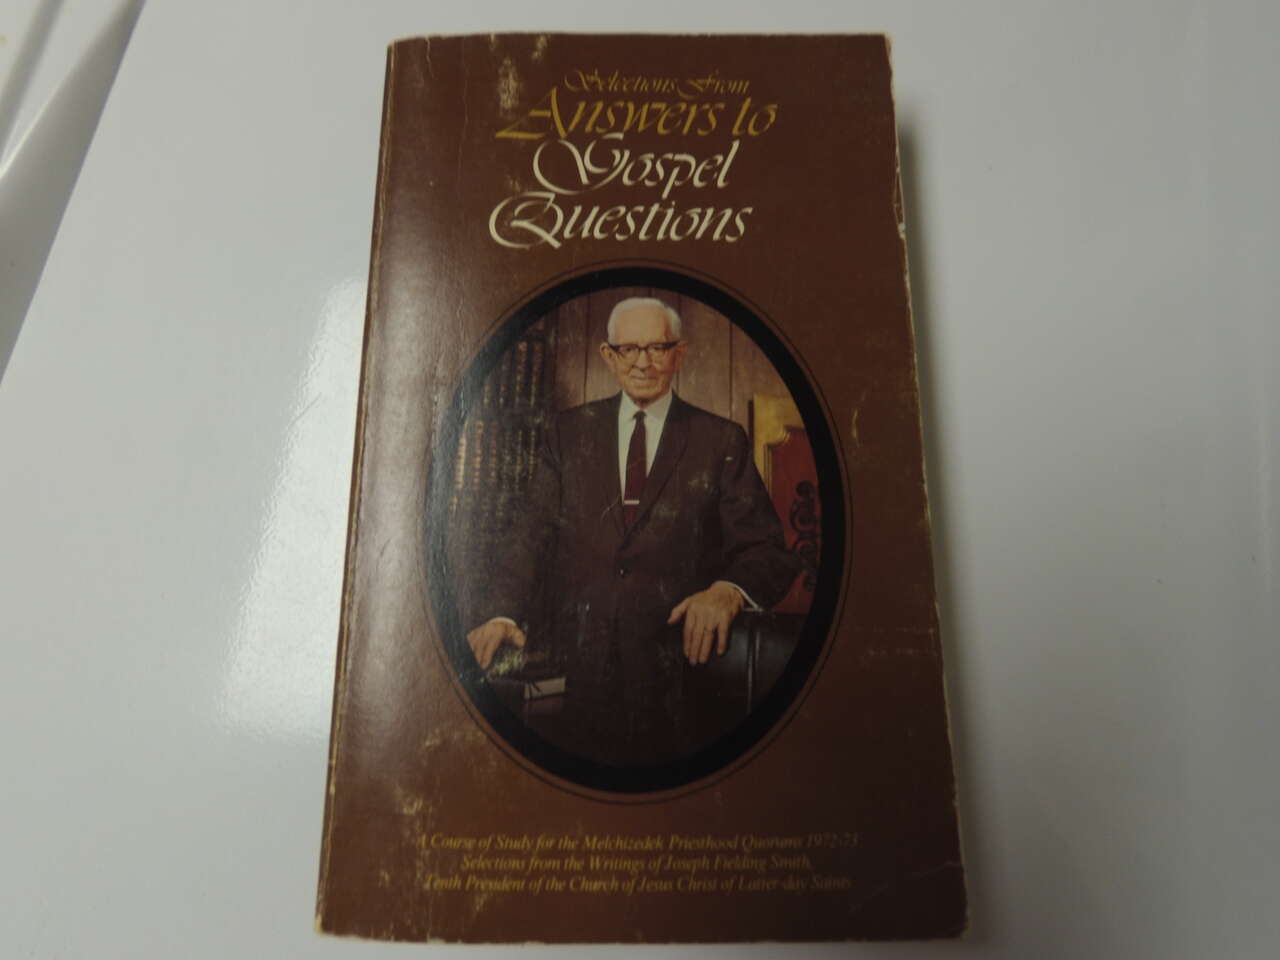 Selections From
Answers to
Gospel
Questions
A Course of Study for the Melchizedek Priesthood Quorums 1972-73
Selections from the Writings of Joseph Fielding Smith,
Tenth President of the Church of Jesus Christ of Latter-day Saints